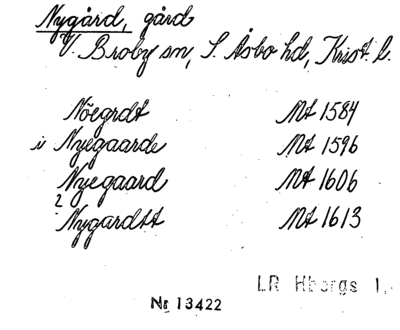 Nygård, gård
V. Broby sn, S. Åsbo hd, Krist. l.
Nöegrdt Mt 1584
i Nyegaarde Mt 1596
Nyegaard Mt 1606
2 Nygardtt Mt 1613
LR Hbergs l.
Nr 13422